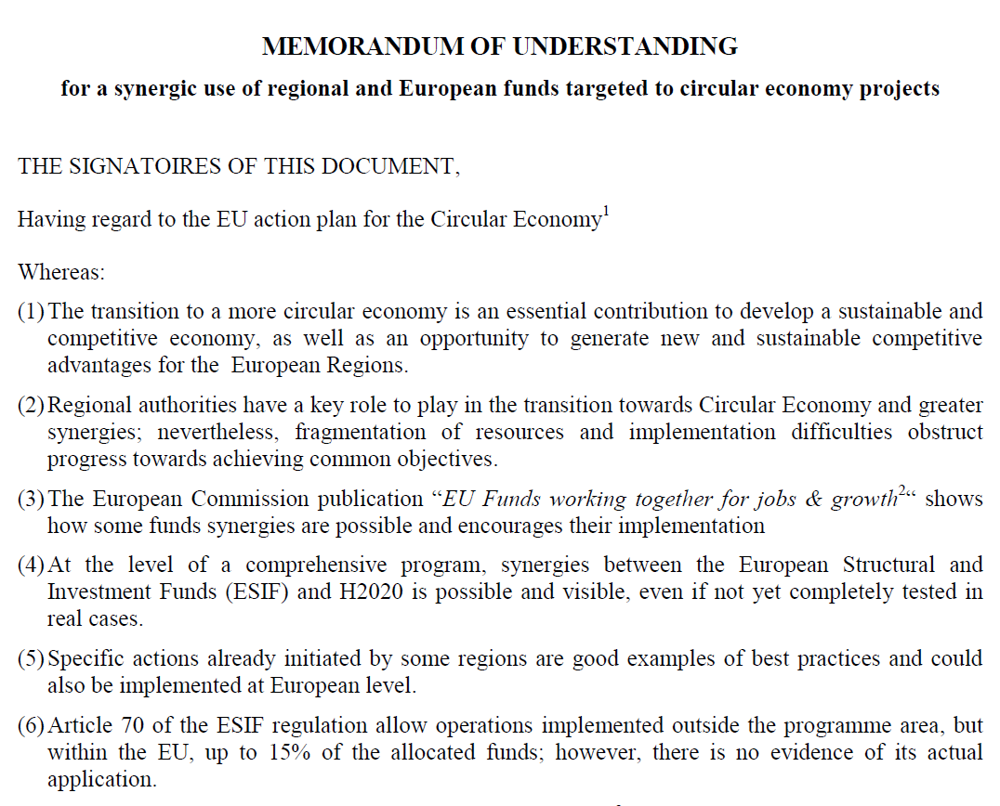 MEMORANDUM OF UNDERSTANDING
for a synergic use of regional and European funds targeted to circular economy projects
THE SIGNATOIRES OF THIS DOCUMENT,
Having regard to the EU action plan for the Circular Economy1
Whereas:
(1) The transition to a more circular economy is an essential contribution to develop a sustainable and
competitive economy, as well as an opportunity to generate new and sustainable competitive
advantages for the European Regions.
(2) Regional authorities have a key role to play in the transition towards Circular Economy and greater
synergies; nevertheless, fragmentation of resources and implementation difficulties obstruct
progress towards achieving common objectives.
(3) The European Commission publication “EU Funds working together for jobs & growth2“ shows
how some funds synergies are possible and encourages their implementation
(4) At the level of a comprehensive program, synergies between the European Structural and
Investment Funds (ESIF) and H2020 is possible and visible, even if not yet completely tested in
real cases.
(5) Specific actions already initiated by some regions are good examples of best practices and could
also be implemented at European level.
(6) Article 70 of the ESIF regulation allow operations implemented outside the programme area, but
within the EU, up to 15% of the allocated funds; however, there is no evidence of its actual
application.